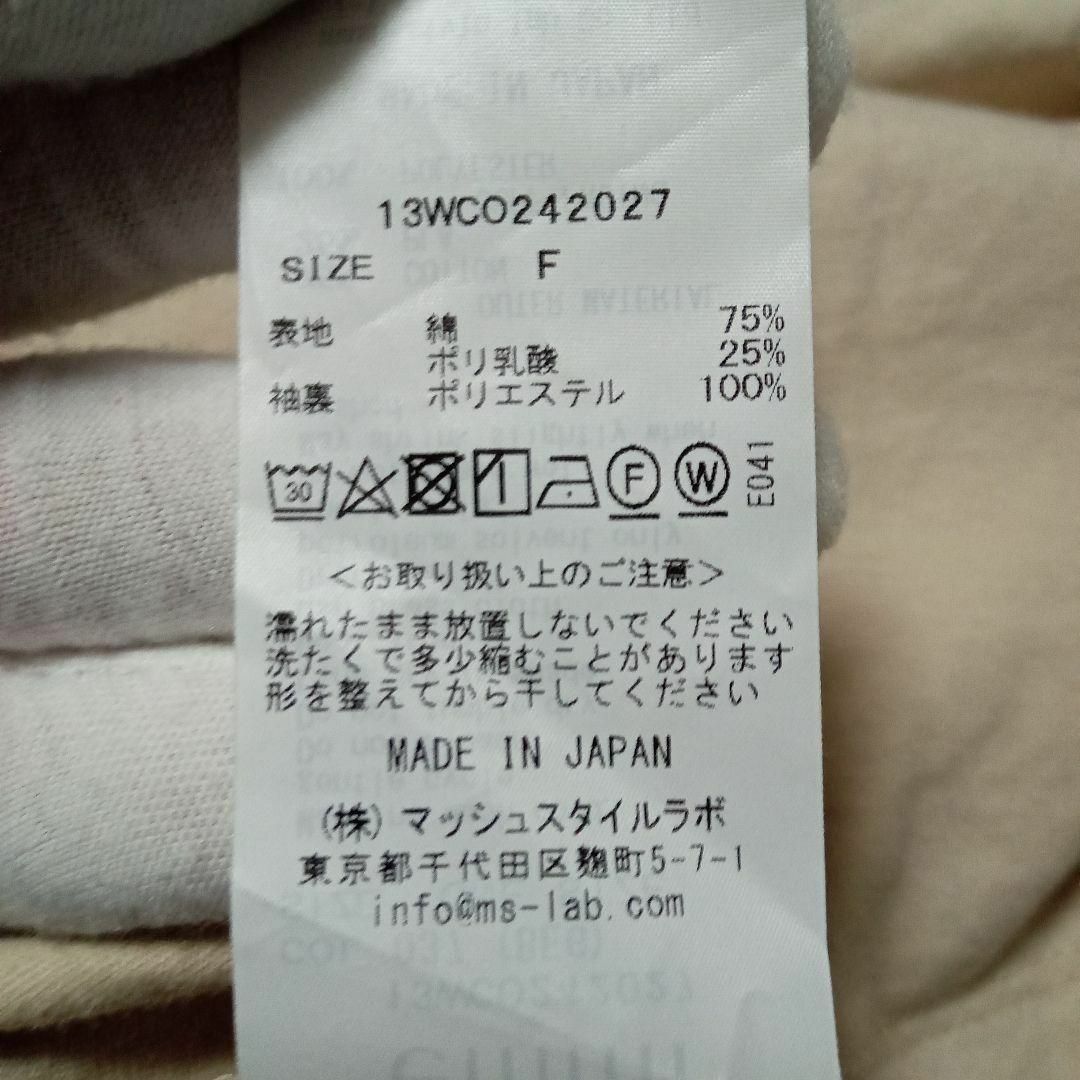 13WCO242027
SIZE F
表地 綿 75%
ポリ乳酸 25%
袖裏 ポリエステル 100%
30 F W E041
<お取り扱い上のご注意>
濡れたまま放置しないでください
洗たくで多少縮むことがあります
形を整えてから干してください
MADE IN JAPAN
(株)マッシュスタイルラボ
東京都千代田区麹町5-7-1
info@ms-lab.com